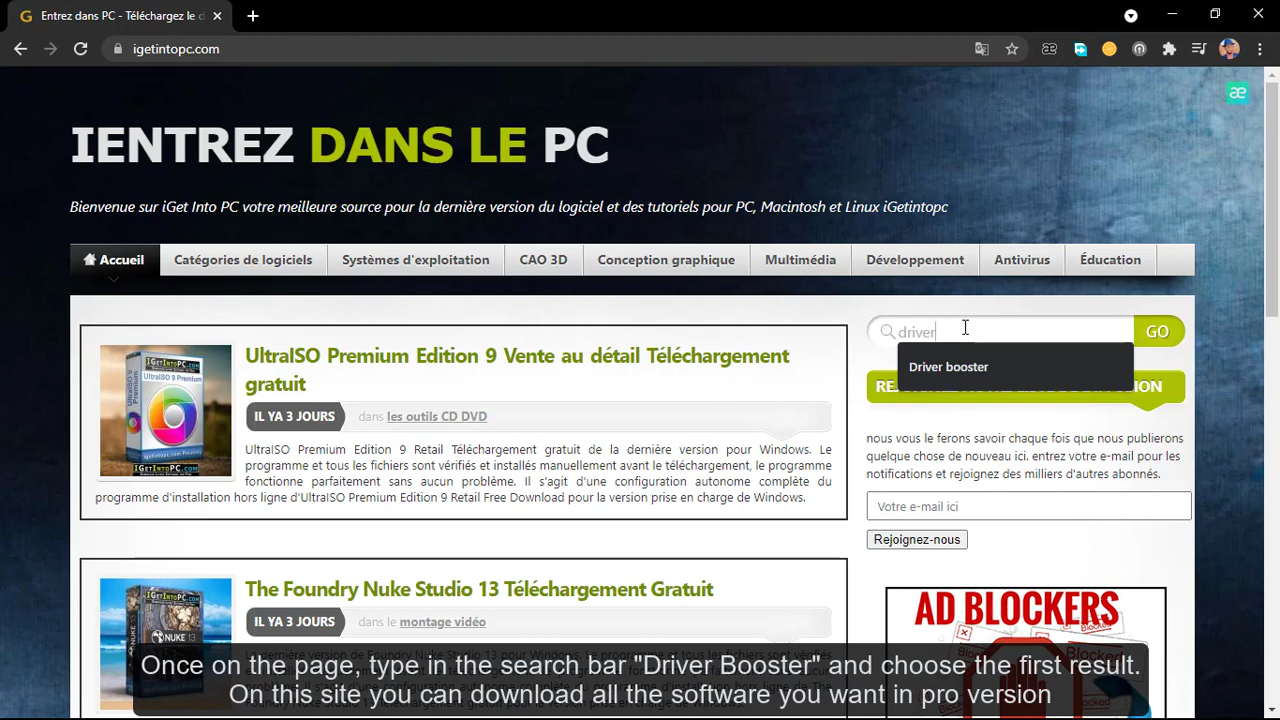 Entrez dans PC - Téléchargez le d
igetintopc.com
IENTREZ DANS LE PC
Bienvenue sur iGet Into PC votre meilleure source pour la dernière version du logiciel et des tutoriels pour PC, Macintosh et Linux iGetintopc
Accueil
Catégories de logiciels
Systèmes d'exploitation
CAO 3D
Conception graphique
Multimédia
Développement
Antivirus
Éducation
driver
GO
Driver booster
UltraISO Premium Edition 9 Vente au détail Téléchargement
gratuit
IL YA 3 JOURS
dans les outils CD DVD
UltraISO Premium Edition 9 Retail Téléchargement gratuit de la dernière version pour Windows. Le
programme et tous les fichiers sont vérifiés et installés manuellement avant le téléchargement, le programme
fonctionne parfaitement sans aucun problème. Il s'agit d'une configuration autonome complète du
programme d'installation hors ligne d'UltraISO Premium Edition 9 Retail Free Download pour la version prise en charge de Windows.
nous vous le ferons savoir chaque fois que nous publierons
quelque chose de nouveau ici. entrez votre e-mail pour les
notifications et rejoignez des milliers d'autres abonnés.
Votre e-mail ici
Rejoignez-nous
The Foundry Nuke Studio 13 Téléchargement Gratuit
IL YA 3 JOURS
dans le montage vidéo
AD BLOCKERS
Once on the page, type in the search bar "Driver Booster" and choose the first result.
On this site you can download all the software you want in pro version